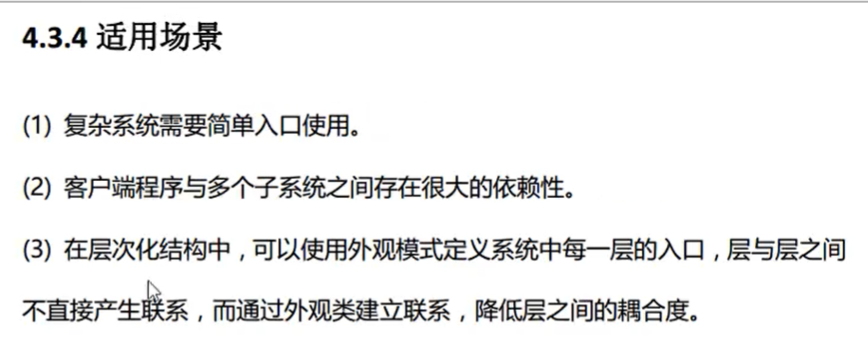 4.3.4 适用场景
(1) 复杂系统需要简单入口使用。
(2) 客户端程序与多个子系统之间存在很大的依赖性。
(3) 在层次化结构中，可以使用外观模式定义系统中每一层的入口，层与层之间
不直接产生联系，而通过外观类建立联系，降低层之间的耦合度。